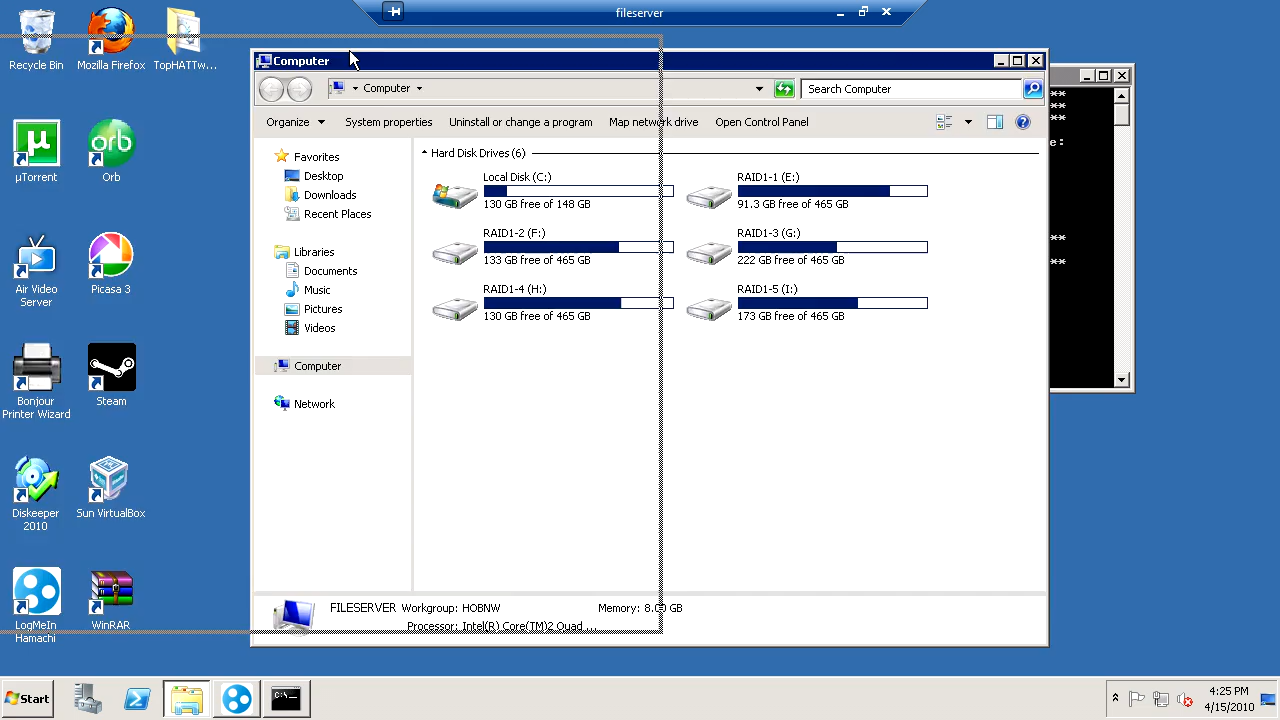 fileserver
Recycle Bin
Mozilla Firefox
TopHATTw...
µTorrent
Orb
Air Video
Server
Picasa 3
Bonjour
Printer Wizard
Steam
Diskeeper
2010
Sun VirtualBox
LogMeIn
Hamachi
WinRAR
Computer
Computer
Search Computer
Organize
System properties
Uninstall or change a program
Map network drive
Open Control Panel
Favorites
Desktop
Downloads
Recent Places
Libraries
Documents
Music
Pictures
Videos
Computer
Network
Hard Disk Drives (6)
Local Disk (C:)
130 GB free of 148 GB
RAID1-1 (E:)
91.3 GB free of 465 GB
RAID1-2 (F:)
133 GB free of 465 GB
RAID1-3 (G:)
222 GB free of 465 GB
RAID1-4 (H:)
130 GB free of 465 GB
RAID1-5 (I:)
173 GB free of 465 GB
FILESERVER Workgroup: HOBNW Memory: 8.00 GB
Processor: Intel(R) Core(TM)2 Quad ...
**
**
**
e:
**
**
Start
C:\.
4:25 PM
4/15/2010